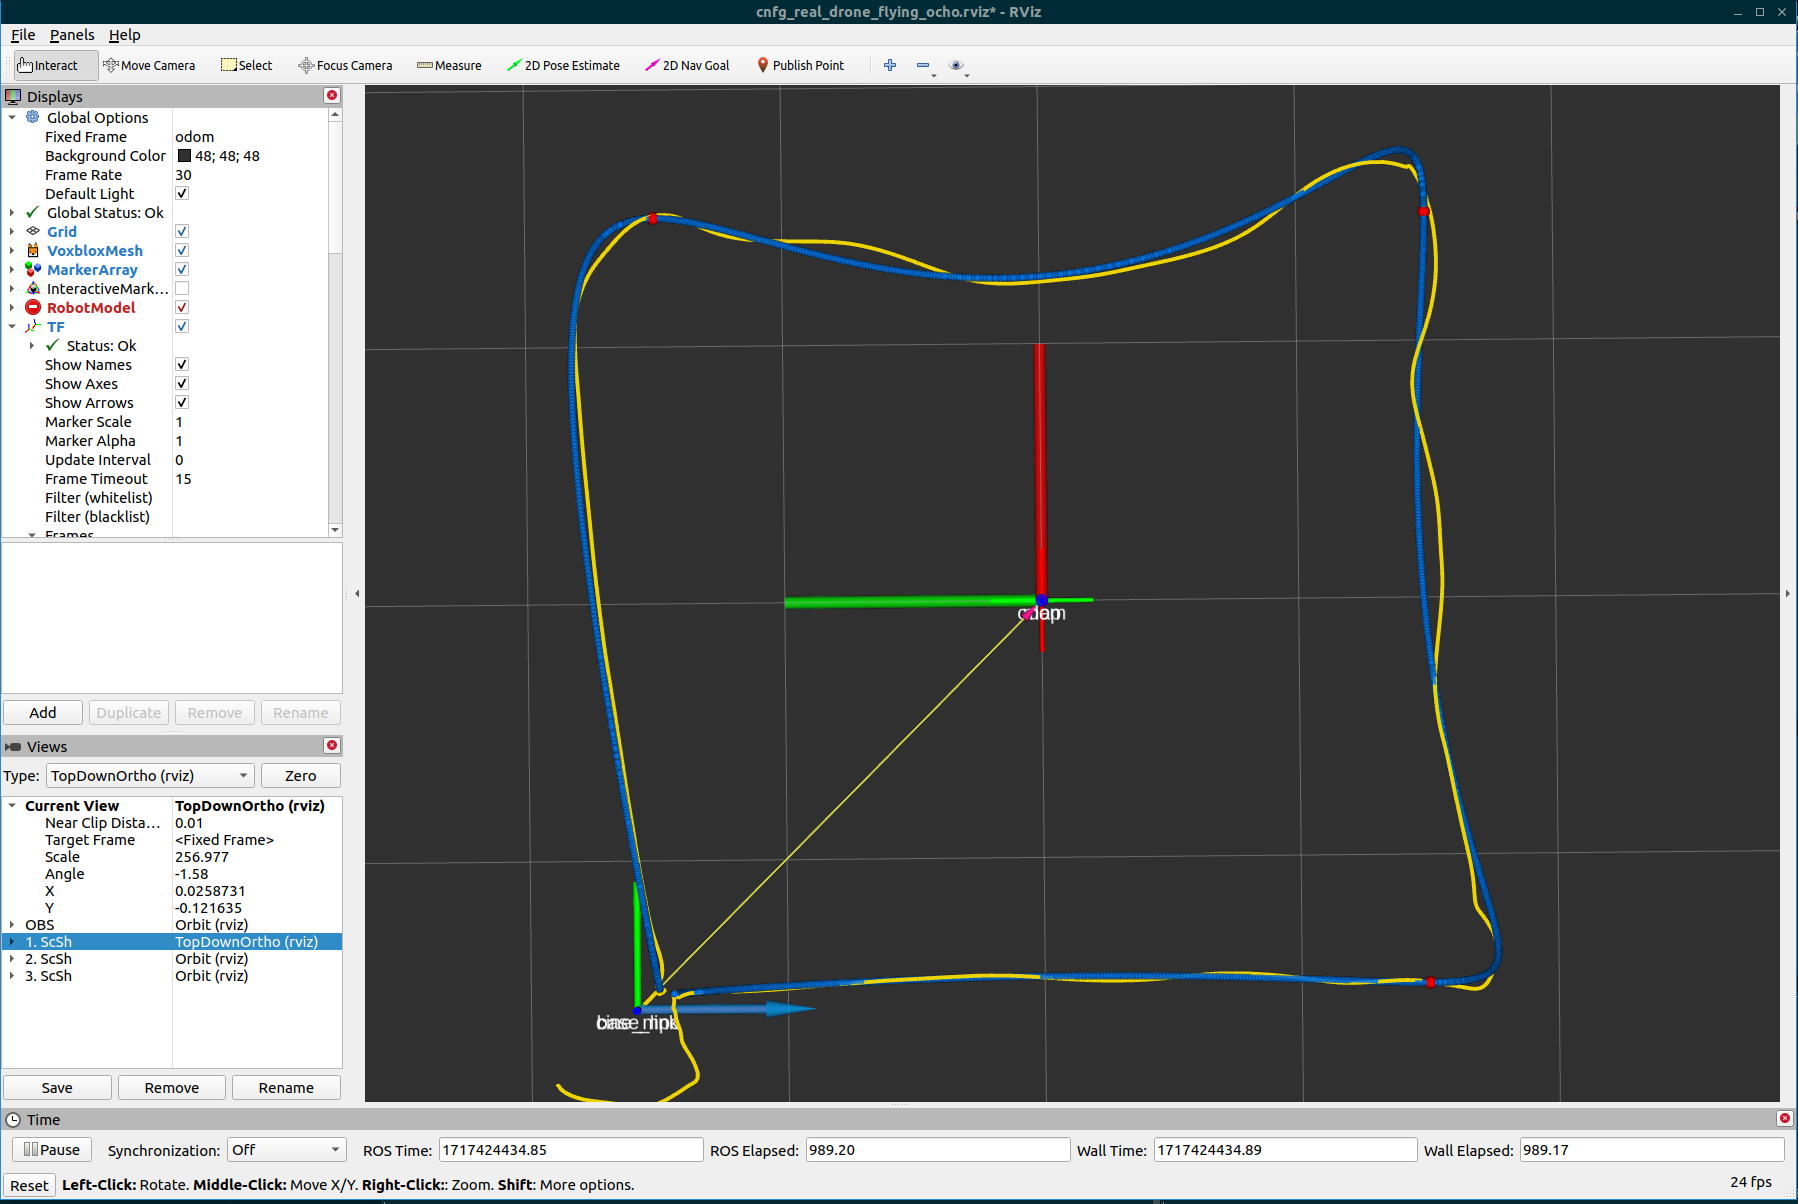 cnfg_real_drone_flying_ocho.rviz* - RViz
File Panels Help
Interact Move Camera Select Focus Camera Measure 2D Pose Estimate 2D Nav Goal Publish Point
Displays
Global Options
Fixed Frame odom
Background Color 48; 48; 48
Frame Rate 30
Default Light
Global Status: Ok
Grid
VoxbloxMesh
MarkerArray
InteractiveMark...
RobotModel
TF
Status: Ok
Show Names
Show Axes
Show Arrows
Marker Scale 1
Marker Alpha 1
Update Interval 0
Frame Timeout 15
Filter (whitelist)
Filter (blacklist)
Frames
Add Duplicate Remove Rename
Views
Type: TopDownOrtho (rviz) Zero
Current View TopDownOrtho (rviz)
Near Clip Dista... 0.01
Target Frame <Fixed Frame>
Scale 256.977
Angle -1.58
X 0.0258731
Y -0.121635
OBS Orbit (rviz)
1. ScSh TopDownOrtho (rviz)
2. ScSh Orbit (rviz)
3. ScSh Orbit (rviz)
Save Remove Rename
Time
Pause Synchronization: Off ROS Time: 1717424434.85 ROS Elapsed: 989.20 Wall Time: 1717424434.89 Wall Elapsed: 989.17
Reset Left-Click: Rotate. Middle-Click: Move X/Y. Right-Click:: Zoom. Shift: More options. 24 fps